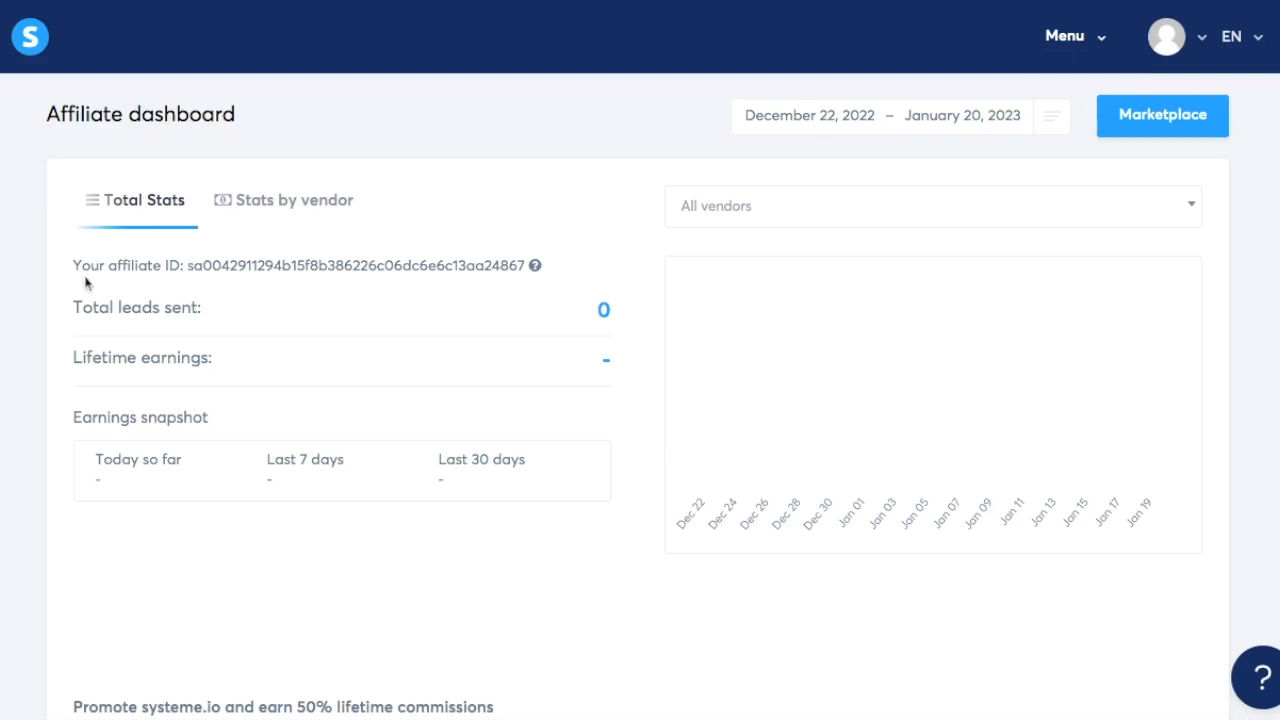 S
Menu
EN
Affiliate dashboard
December 22, 2022 – January 20, 2023
Marketplace
Total Stats
Stats by vendor
All vendors
Your affiliate ID: sa0042911294b15f8b386226c06dc6e6c13aa24867 ?
Total leads sent:
0
Lifetime earnings:
-
Earnings snapshot
Today so far
Last 7 days
Last 30 days
-
-
-
Dec 22
Dec 24
Dec 26
Dec 28
Dec 30
Jan 01
Jan 03
Jan 05
Jan 07
Jan 09
Jan 11
Jan 13
Jan 15
Jan 17
Jan 19
?
Promote systeme.io and earn 50% lifetime commissions